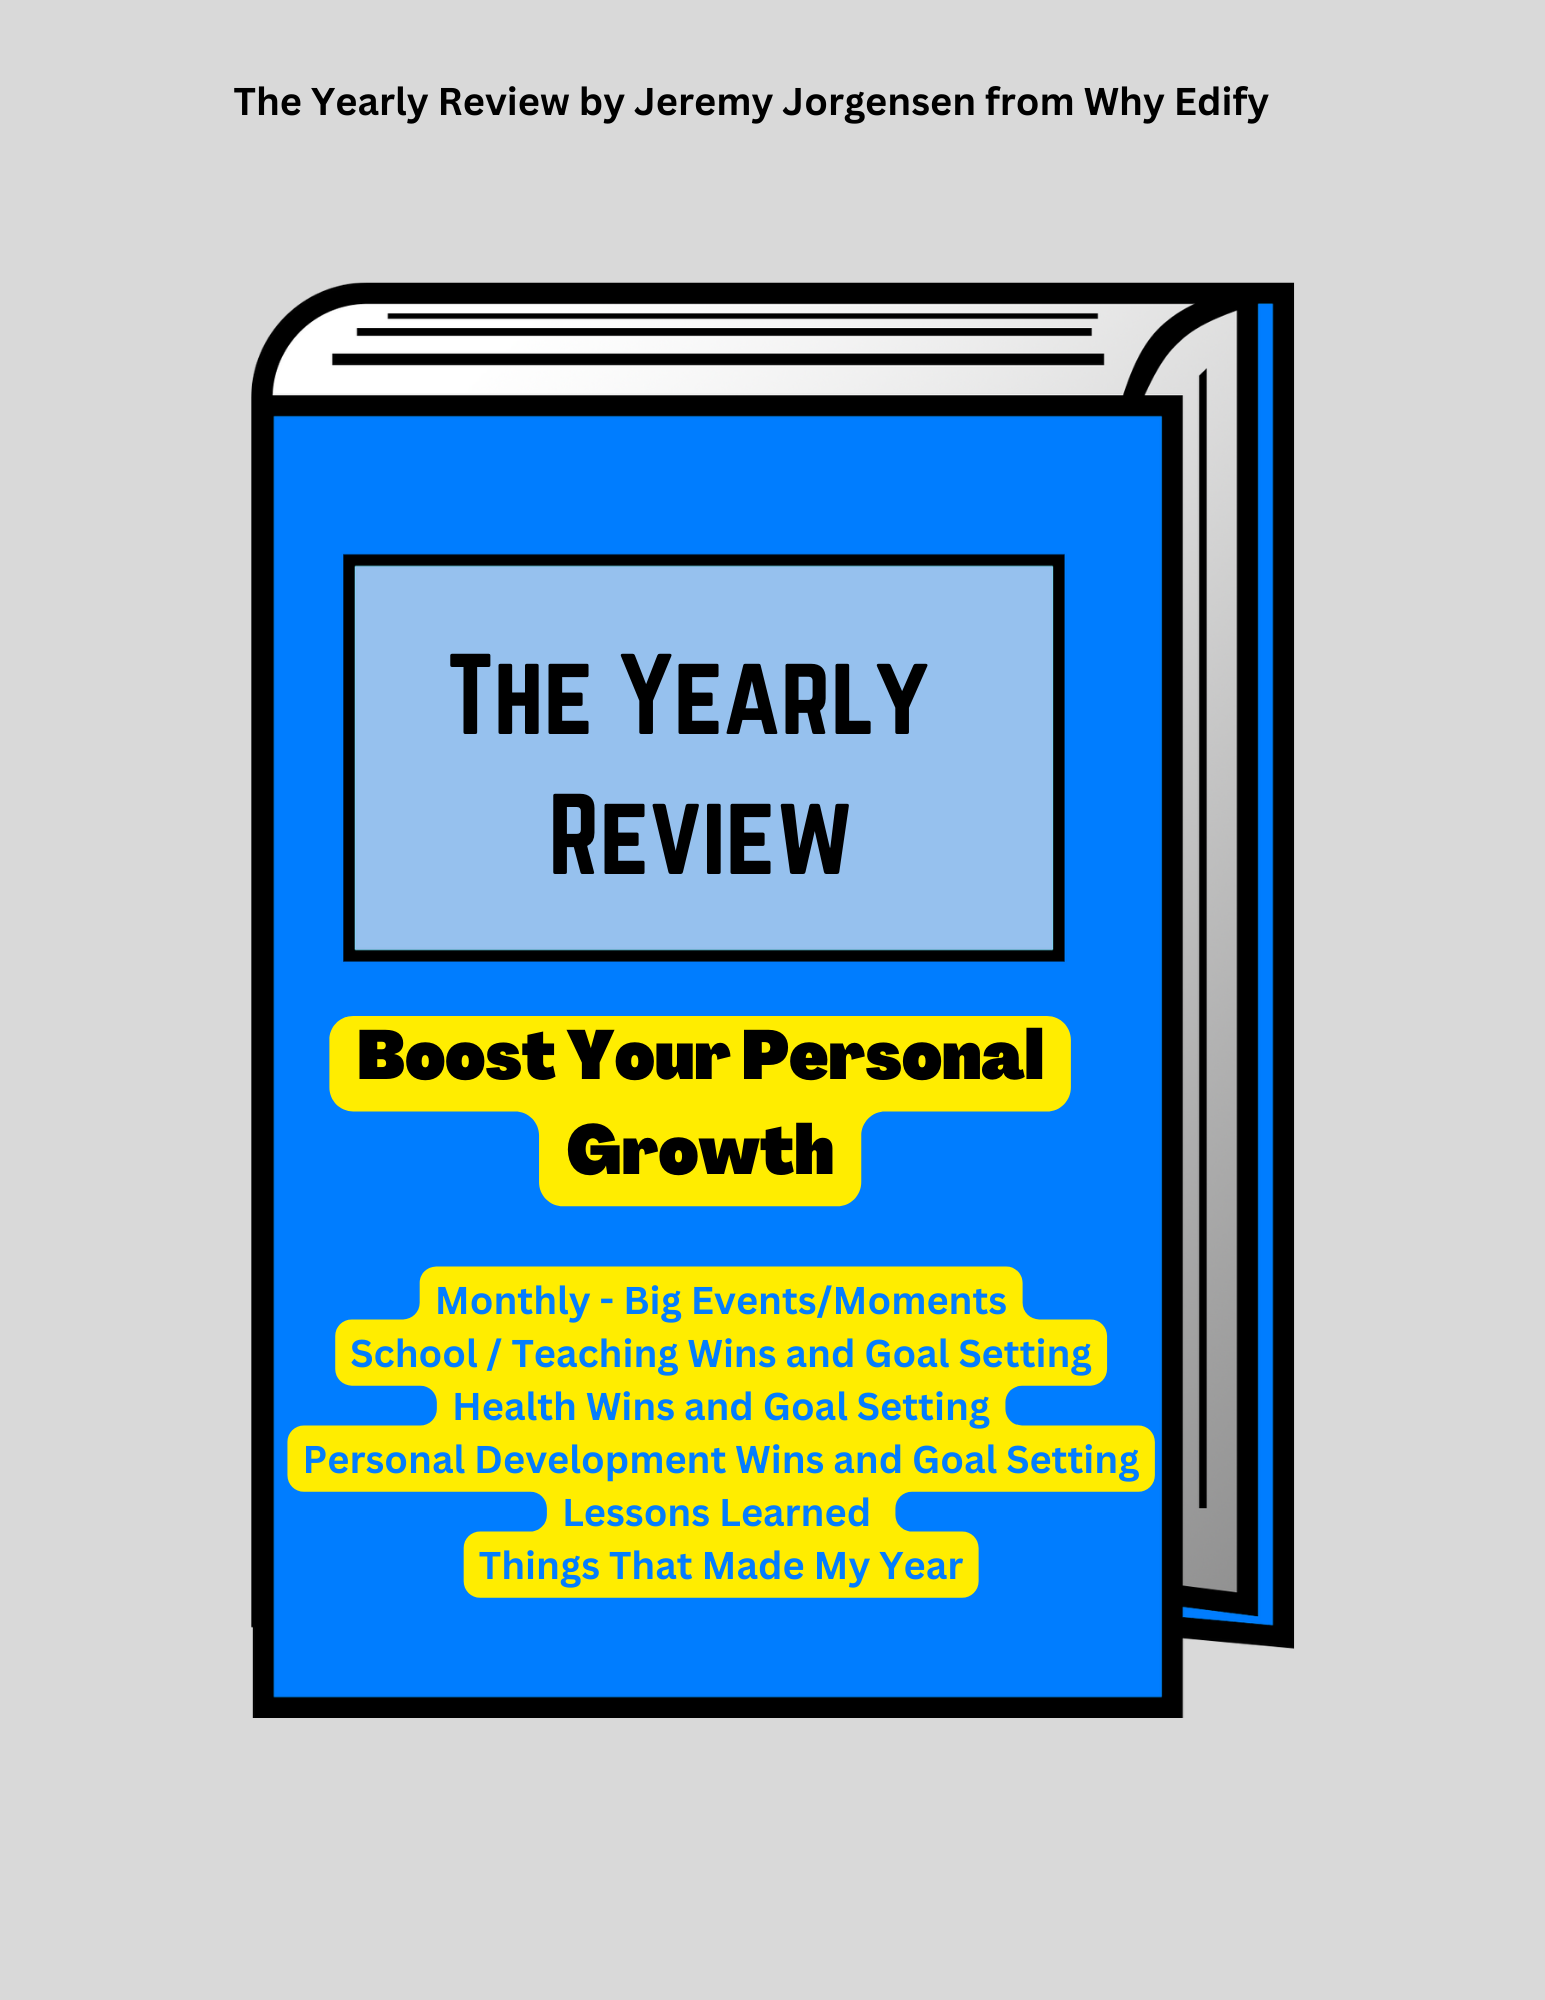 The Yearly Review by Jeremy Jorgensen from Why Edify
The Yearly
Review
Boost Your Personal
Growth
Monthly - Big Events/Moments
School / Teaching Wins and Goal Setting
Health Wins and Goal Setting
Personal Development Wins and Goal Setting
Lessons Learned
Things That Made My Year